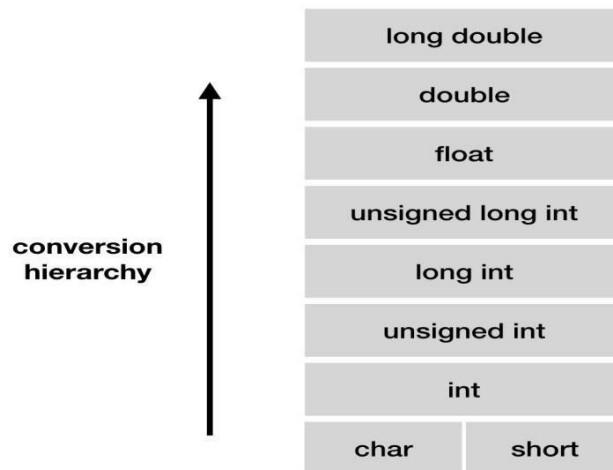 long double
double
float
unsigned long int
conversion
hierarchy
long int
unsigned int
int
char short